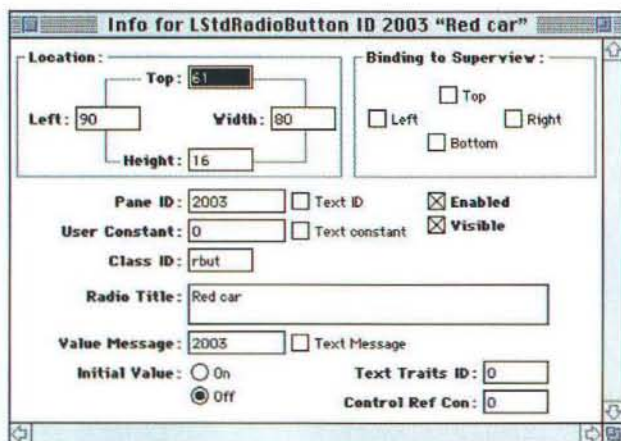 Info for LStdRadioButton ID 2003 “Red car”
Location:
Binding to Superview:
Top: 61
Top
Left: 90
Width: 80
Left
Right
Bottom
Height: 16
Pane ID: 2003
Text ID
Enabled
User Constant: 0
Text constant
Visible
Class ID: rbut
Radio Title: Red car
Value Message: 2003
Text Message
Initial Value:
On
Text Traits ID: 0
Off
Control Ref Con: 0